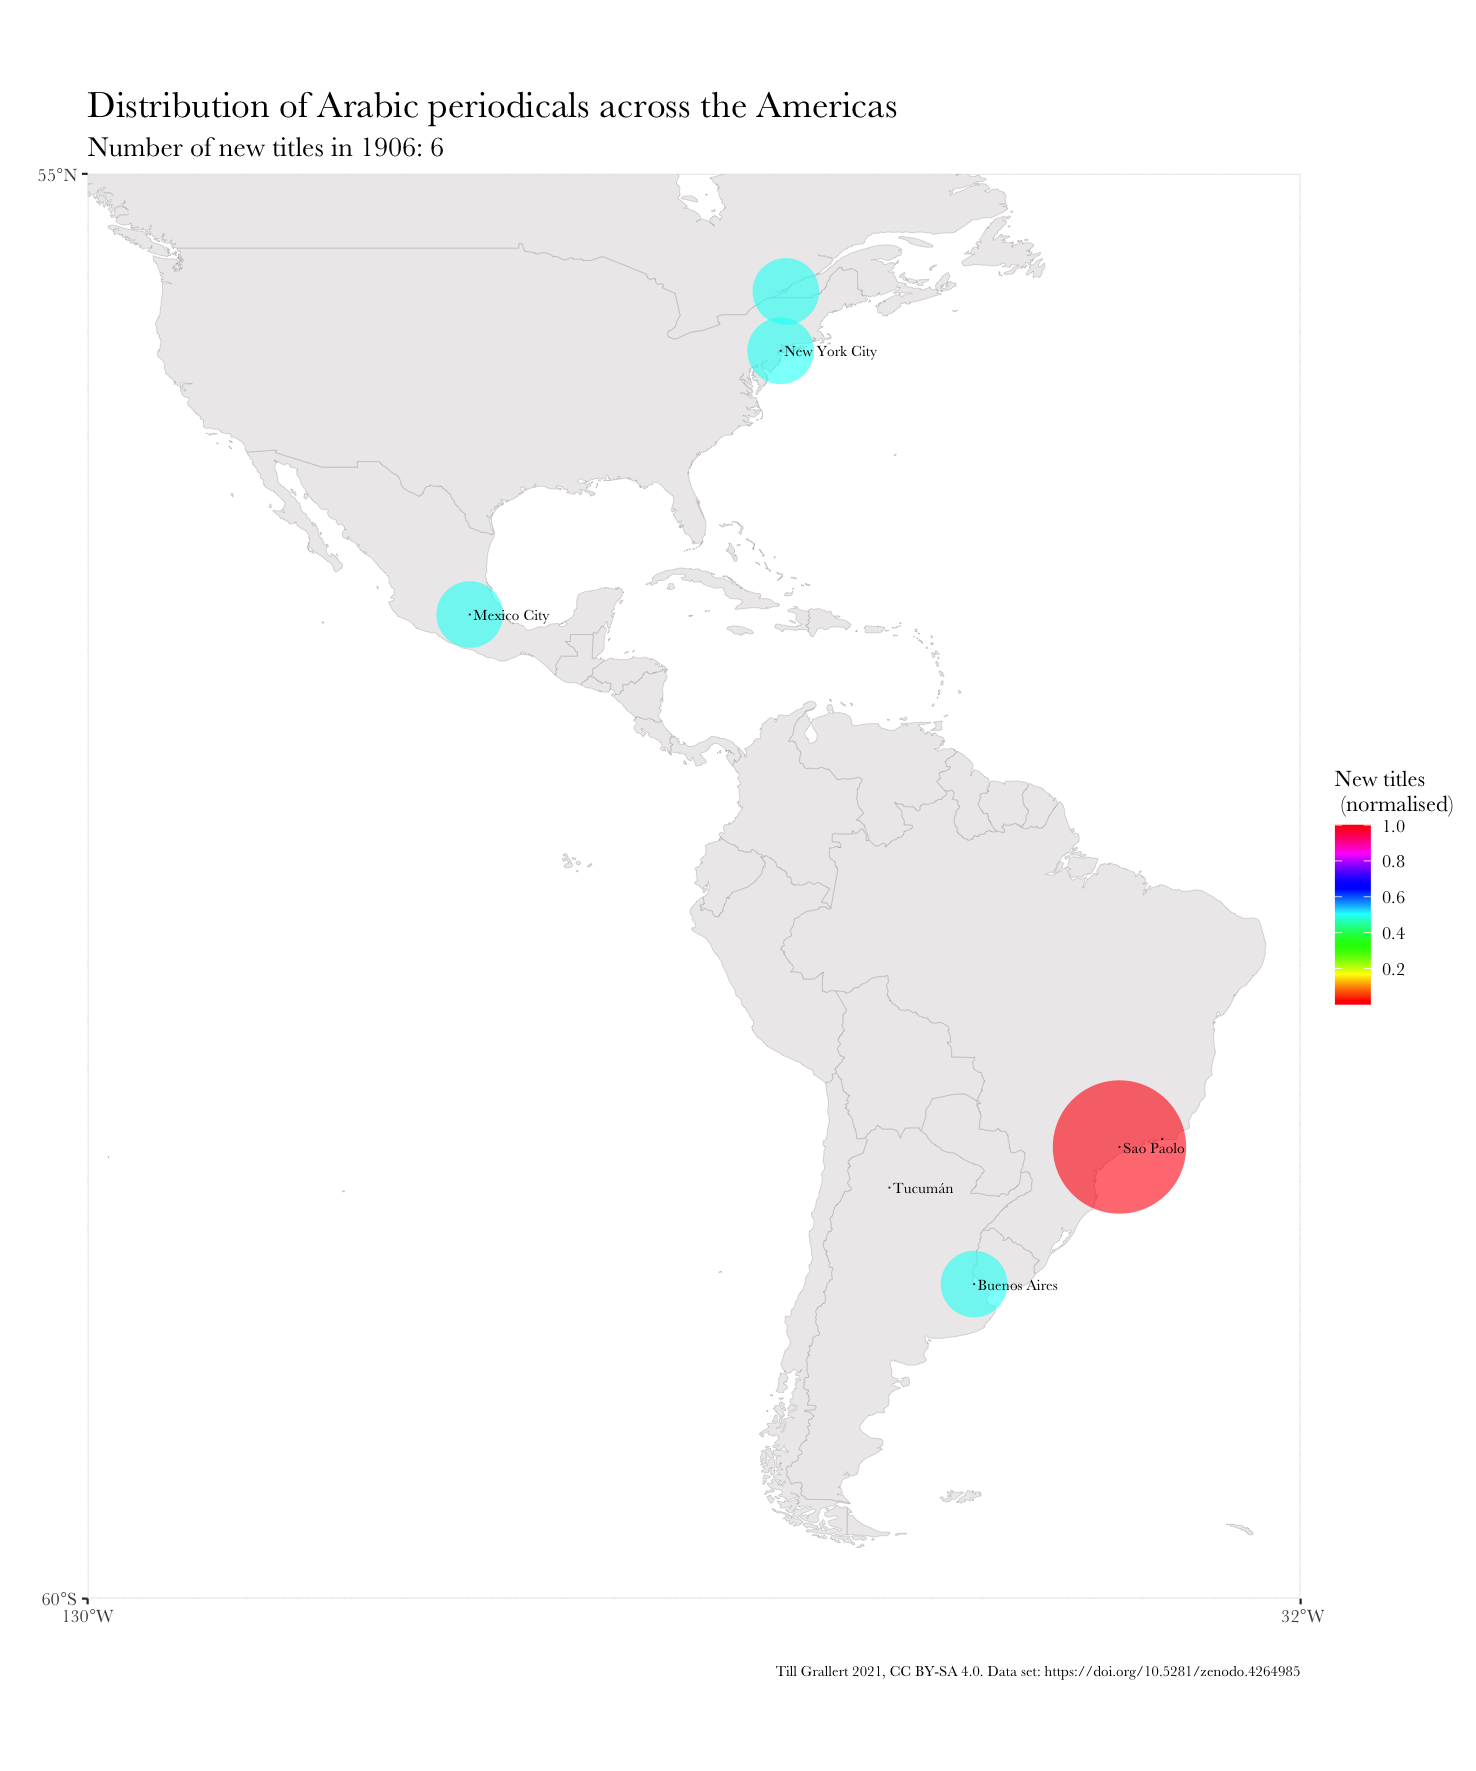 Distribution of Arabic periodicals across the Americas
Number of new titles in 1906: 6
55°N
New York City
Mexico City
New titles
(normalised)
1.0
0.8
0.6
0.4
0.2
Sao Paolo
Tucumán
Buenos Aires
60°S
130°W
32°W
Till Grallert 2021, CC BY-SA 4.0. Data set: https://doi.org/10.5281/zenodo.4264985